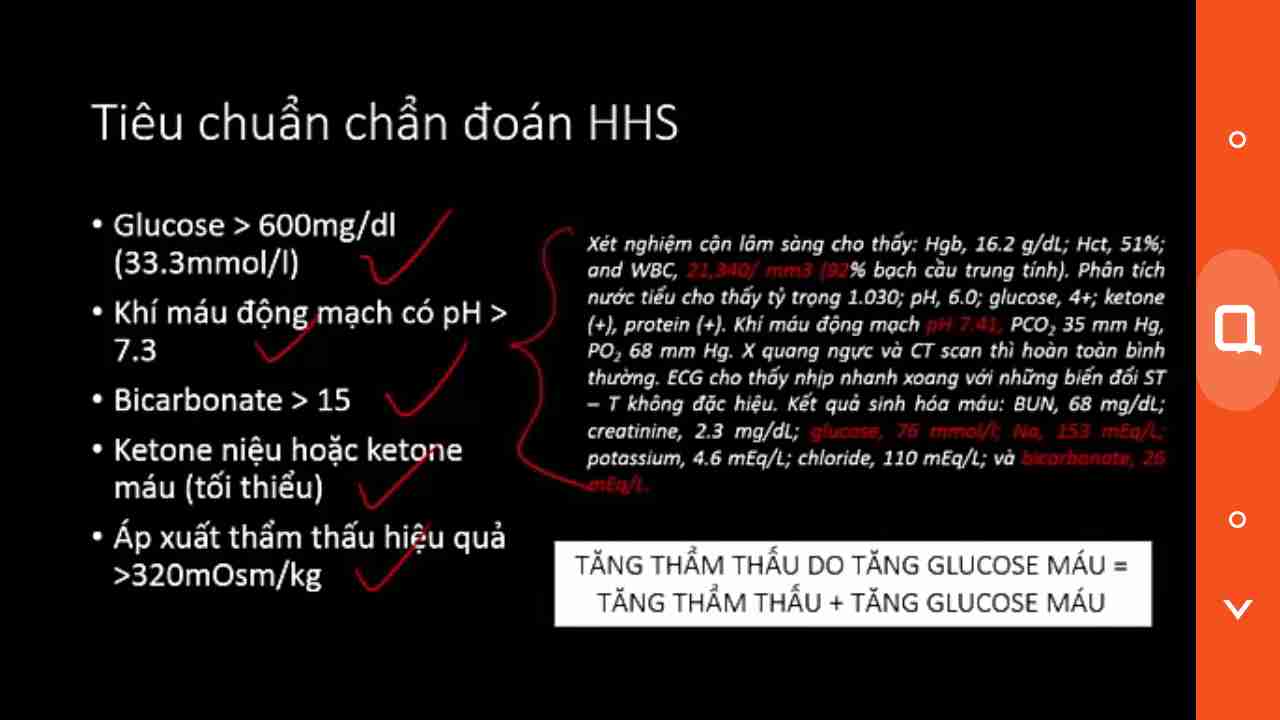 Tiêu chuẩn chẩn đoán HHS
• Glucose > 600mg/dl
(33.3mmol/l)
• Khí máu động mạch có pH >
7.3
• Bicarbonate > 15
• Ketone niệu hoặc ketone
máu (tối thiểu)
• Áp xuất thẩm thấu hiệu quả
>320mOsm/kg
Xét nghiệm cận lâm sàng cho thấy: Hgb, 16.2 g/dL; Hct, 51%;
and WBC, 21,340/ mm3 (92% bạch cầu trung tính). Phân tích
nước tiểu cho thấy tỷ trọng 1.030; pH, 6.0; glucose, 4+; ketone
(+), protein (+). Khí máu động mạch pH 7.41, PCO₂ 35 mm Hg,
PO₂ 68 mm Hg. X quang ngực và CT scan thì hoàn toàn bình
thường. ECG cho thấy nhịp nhanh xoang với những biến đổi ST
– T không đặc hiệu. Kết quả sinh hóa máu: BUN, 68 mg/dL;
creatinine, 2.3 mg/dL; glucose, 76 mmol/l; Na, 153 mEq/L;
potassium, 4.6 mEq/L; chloride, 110 mEq/L; và bicarbonate, 26
mEq/L.
TĂNG THẨM THẤU DO TĂNG GLUCOSE MÁU =
TĂNG THẨM THẤU + TĂNG GLUCOSE MÁU